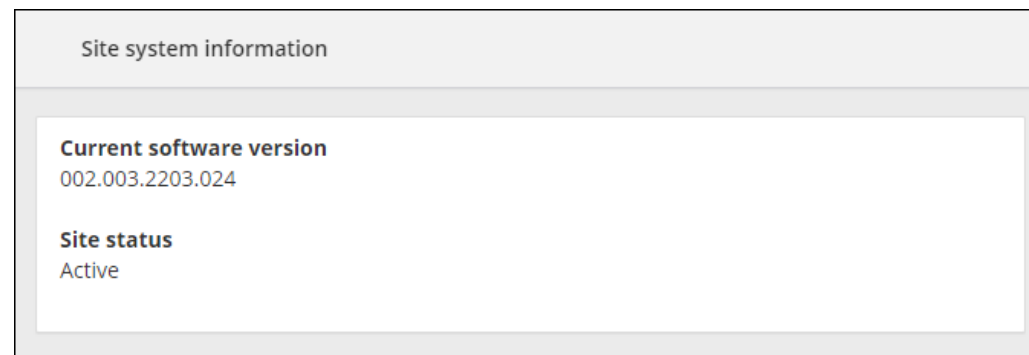 Site system information
Current software version
002.003.2203.024
Site status
Active